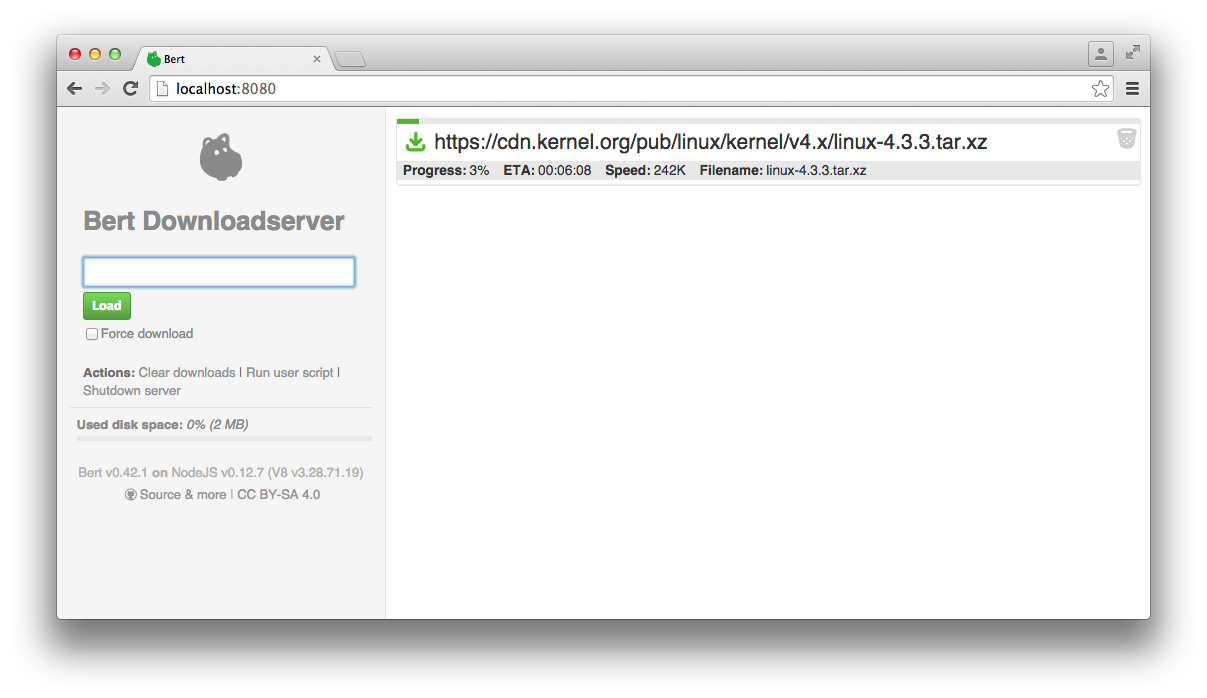 Bert
localhost:8080
Bert Downloadserver
Load
Force download
Actions: Clear downloads | Run user script |
Shutdown server
Used disk space: 0% (2 MB)
Bert v0.42.1 on NodeJS v0.12.7 (V8 v3.28.71.19)
Source & more | CC BY-SA 4.0
https://cdn.kernel.org/pub/linux/kernel/v4.x/linux-4.3.3.tar.xz
Progress: 3% ETA: 00:06:08 Speed: 242K Filename: linux-4.3.3.tar.xz